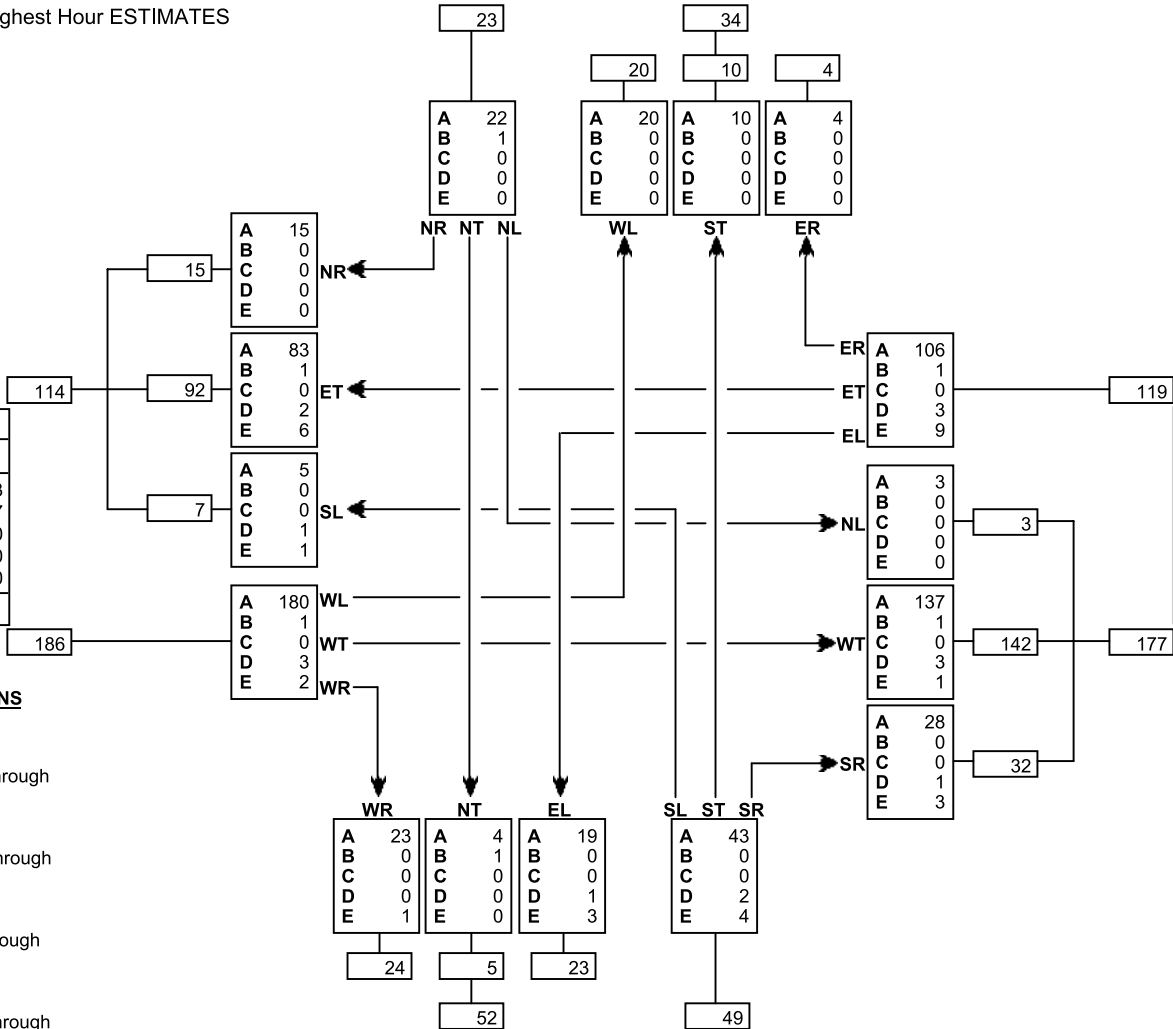 ghest Hour ESTIMATES
23
34
20
10
4
A 22
B 1
C 0
D 0
E 0
A 20
B 0
C 0
D 0
E 0
A 10
B 0
C 0
D 0
E 0
A 4
B 0
C 0
D 0
E 0
NR NT NL
WL
ST
ER
A 15
B 0
C 0
D 0
E 0
15
NR
A 83
B 1
C 0
D 2
E 6
114
92
ET
ER
ET
EL
A 106
B 1
C 0
D 3
E 9
119
A 5
B 0
C 0
D 1
E 1
7
SL
NL
A 3
B 0
C 0
D 0
E 0
3
A 180
B 1
C 0
D 3
E 2
186
WL
WT
WR
WT
A 137
B 1
C 0
D 3
E 1
142
177
NS
SR
A 28
B 0
C 0
D 1
E 3
32
rough
rough
ough
rough
WR
NT
EL
SL ST SR
A 23
B 0
C 0
D 0
E 1
A 4
B 1
C 0
D 0
E 0
A 19
B 0
C 0
D 1
E 3
A 43
B 0
C 0
D 2
E 4
24
5
23
52
49